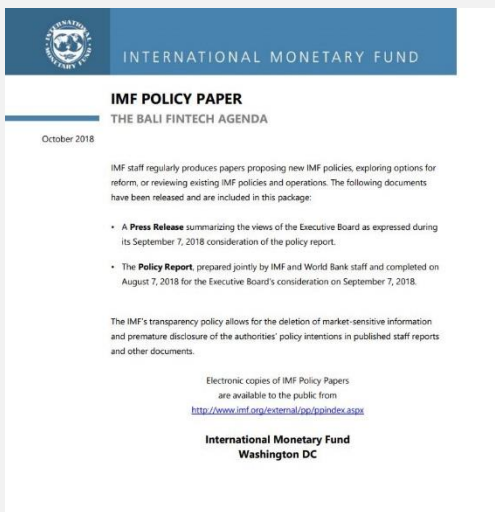 INTERNATIONAL MONETARY FUND
IMF POLICY PAPER
THE BALI FINTECH AGENDA
October 2018
IMF staff regularly produces papers proposing new IMF policies, exploring options for
reform, or reviewing existing IMF policies and operations. The following documents
have been released and are included in this package:
• A Press Release summarizing the views of the Executive Board as expressed during
its September 7, 2018 consideration of the policy report.
• The Policy Report, prepared jointly by IMF and World Bank staff and completed on
August 7, 2018 for the Executive Board's consideration on September 7, 2018.
The IMF's transparency policy allows for the deletion of market-sensitive information
and premature disclosure of the authorities' policy intentions in published staff reports
and other documents.
Electronic copies of IMF Policy Papers
are available to the public from
http://www.imf.org/external/pp/ppindex.aspx
International Monetary Fund
Washington DC